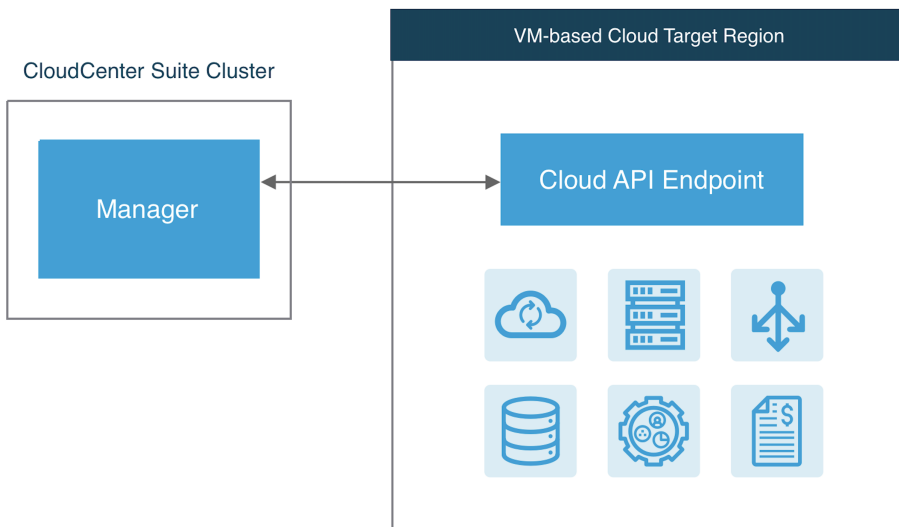 VM-based Cloud Target Region
CloudCenter Suite Cluster
Manager
Cloud API Endpoint
$